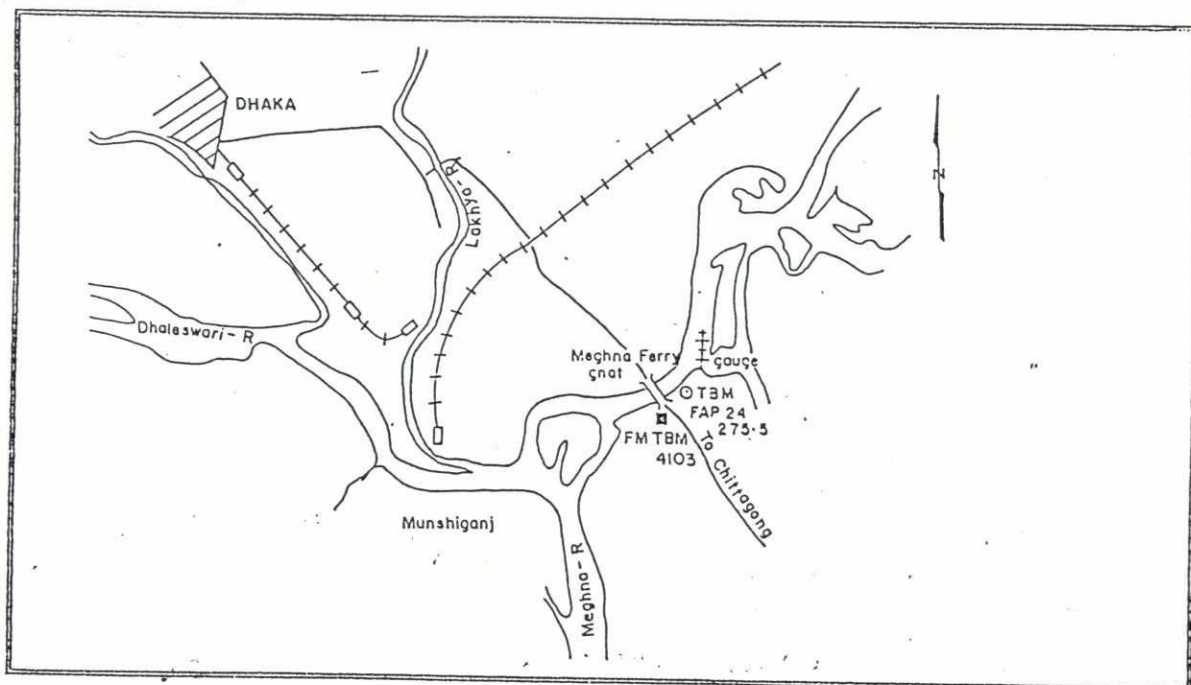 DHAKA
N
Lakhya-R
Dhaleswari-R
Meghna Ferry
ghat
gauge
TBM
FAP 24
275.5
FM TBM
4103
To Chittagong
Munshiganj
Meghna-R